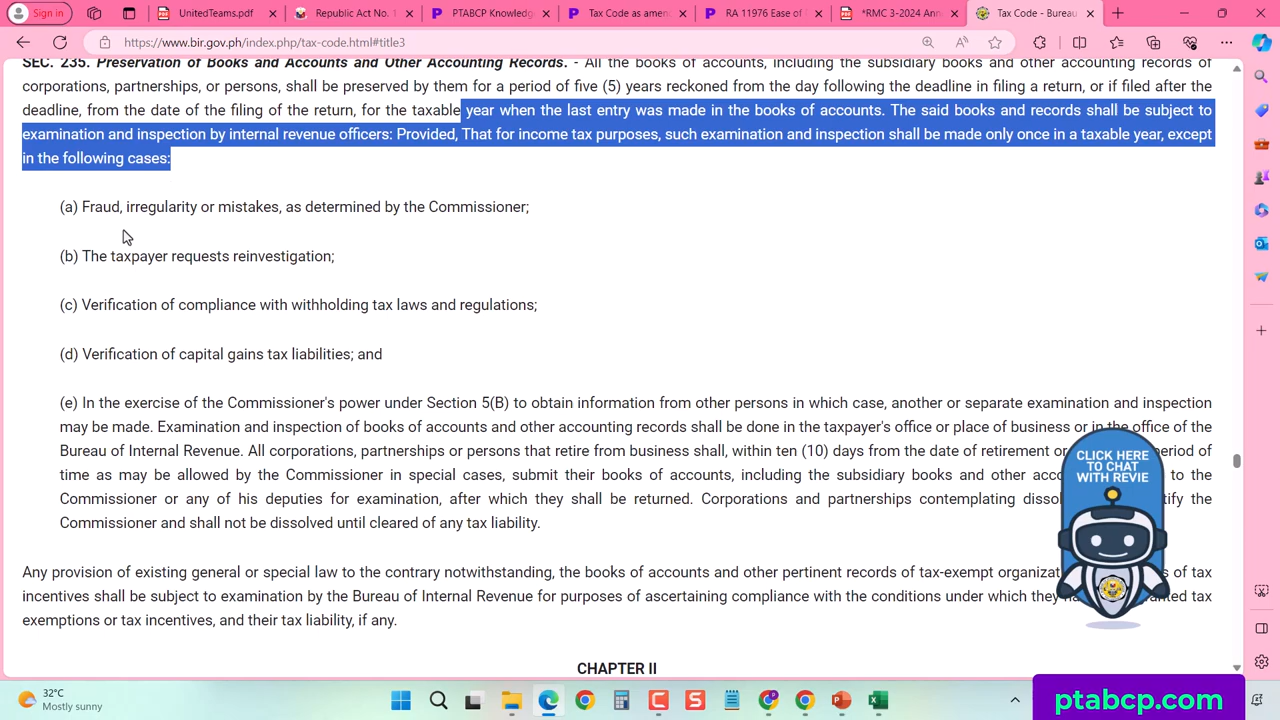 Sign in
UnitedTeams.pdf
Republic Act No. 1
PTABCP Knowledg
Tax Code as amen
RA 11976 Ease of
*RMC 3-2024 Ann
Tax Code - Bureau
https://www.bir.gov.ph/index.php/tax-code.html#title3
SEC. 235. Preservation of Books and Accounts and Other Accounting Records. - All the books of accounts, including the subsidiary books and other accounting records of
corporations, partnerships, or persons, shall be preserved by them for a period of five (5) years reckoned from the day following the deadline in filing a return, or if filed after the
deadline, from the date of the filing of the return, for the taxable year when the last entry was made in the books of accounts. The said books and records shall be subject to
examination and inspection by internal revenue officers: Provided, That for income tax purposes, such examination and inspection shall be made only once in a taxable year, except
in the following cases:
(a) Fraud, irregularity or mistakes, as determined by the Commissioner;
(b) The taxpayer requests reinvestigation;
(c) Verification of compliance with withholding tax laws and regulations;
(d) Verification of capital gains tax liabilities; and
(e) In the exercise of the Commissioner's power under Section 5(B) to obtain information from other persons in which case, another or separate examination and inspection
may be made. Examination and inspection of books of accounts and other accounting records shall be done in the taxpayer's office or place of business or in the office of the
Bureau of Internal Revenue. All corporations, partnerships or persons that retire from business shall, within ten (10) days from the date of retirement or period of
time as may be allowed by the Commissioner in special cases, submit their books of accounts, including the subsidiary books and other to the
Commissioner or any of his deputies for examination, after which they shall be returned. Corporations and partnerships contemplating the
Commissioner and shall not be dissolved until cleared of any tax liability.
CLICK HERE
TO CHAT
WITH REVIE
Any provision of existing general or special law to the contrary notwithstanding, the books of accounts and other pertinent records of tax-exempt of tax
incentives shall be subject to examination by the Bureau of Internal Revenue for purposes of ascertaining compliance with the conditions under which they tax
exemptions or tax incentives, and their tax liability, if any.
CHAPTER II
32°C
Mostly sunny
ptabcp.com